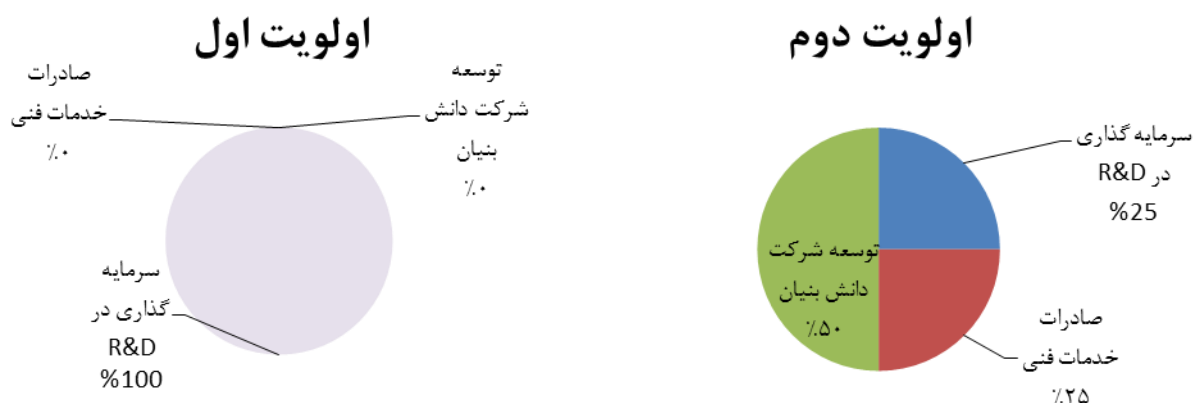 اولویت اول
صادرات
خدمات فنی
٪۰
توسعه
شرکت دانش
بنیان
٪۰
سرمایه
گذاری در
R&D
%100
اولویت دوم
سرمایه گذاری
در R&D
%25
توسعه شرکت
دانش بنیان
٪۵۰
صادرات
خدمات فنی
٪۲۵